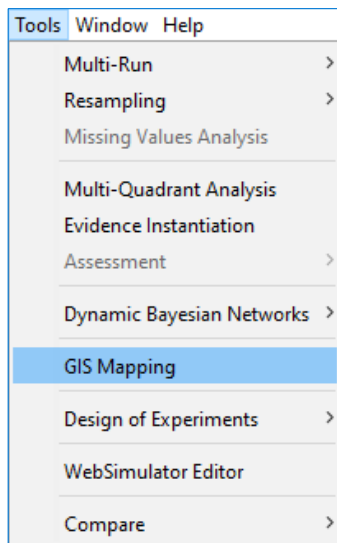 Tools Window Help
Multi-Run
Resampling
Missing Values Analysis
Multi-Quadrant Analysis
Evidence Instantiation
Assessment
Dynamic Bayesian Networks
GIS Mapping
Design of Experiments
WebSimulator Editor
Compare